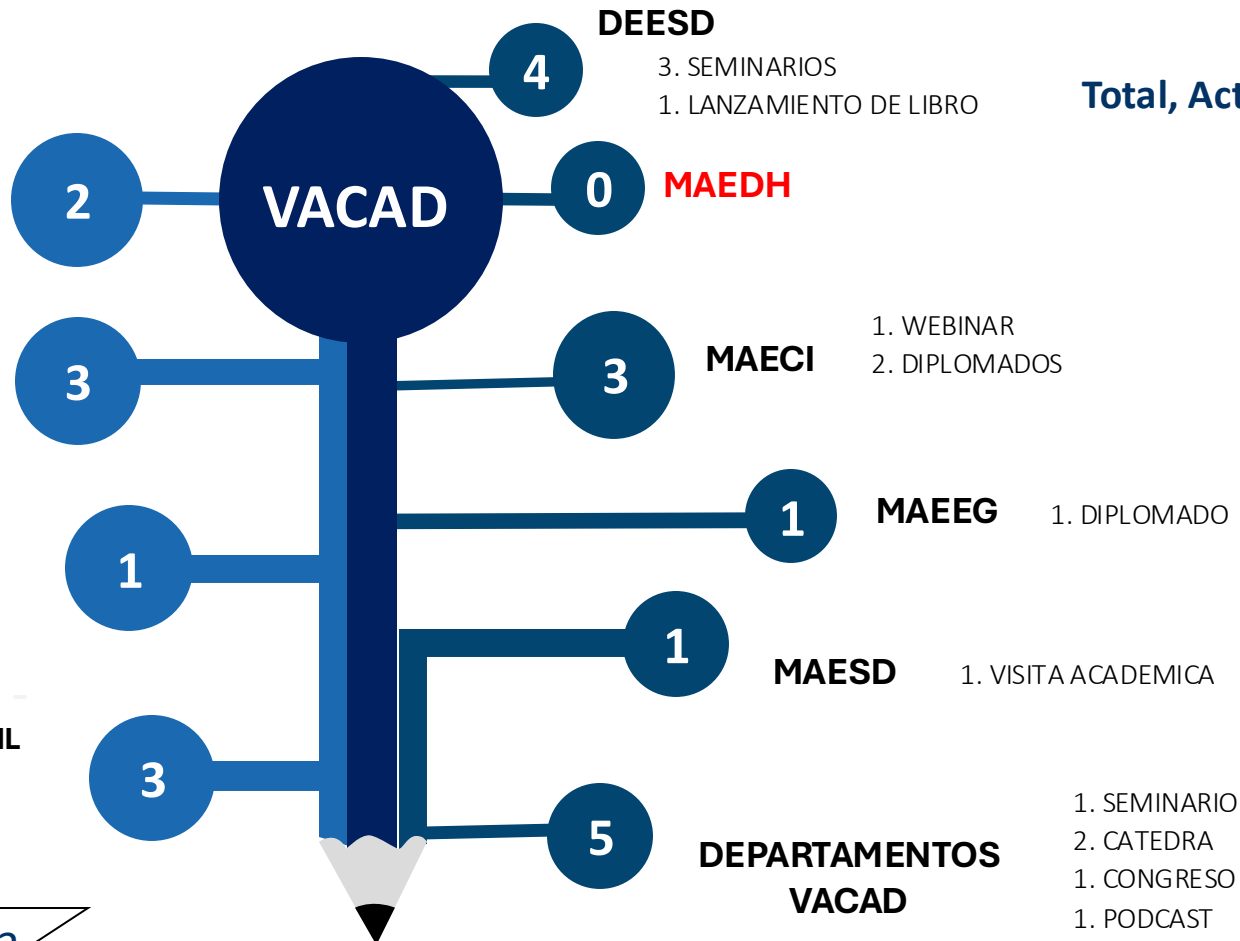 DEESD
4
3. SEMINARIOS
1. LANZAMIENTO DE LIBRO
Total, Act
2
VACAD
0
MAEDH
3
3
MAECI
1. WEBINAR
2. DIPLOMADOS
1
MAEEG
1. DIPLOMADO
1
1
MAESD
1. VISITA ACADEMICA
3
5
DEPARTAMENTOS
VACAD
1. SEMINARIO
2. CATEDRA
1. CONGRESO
1. PODCAST